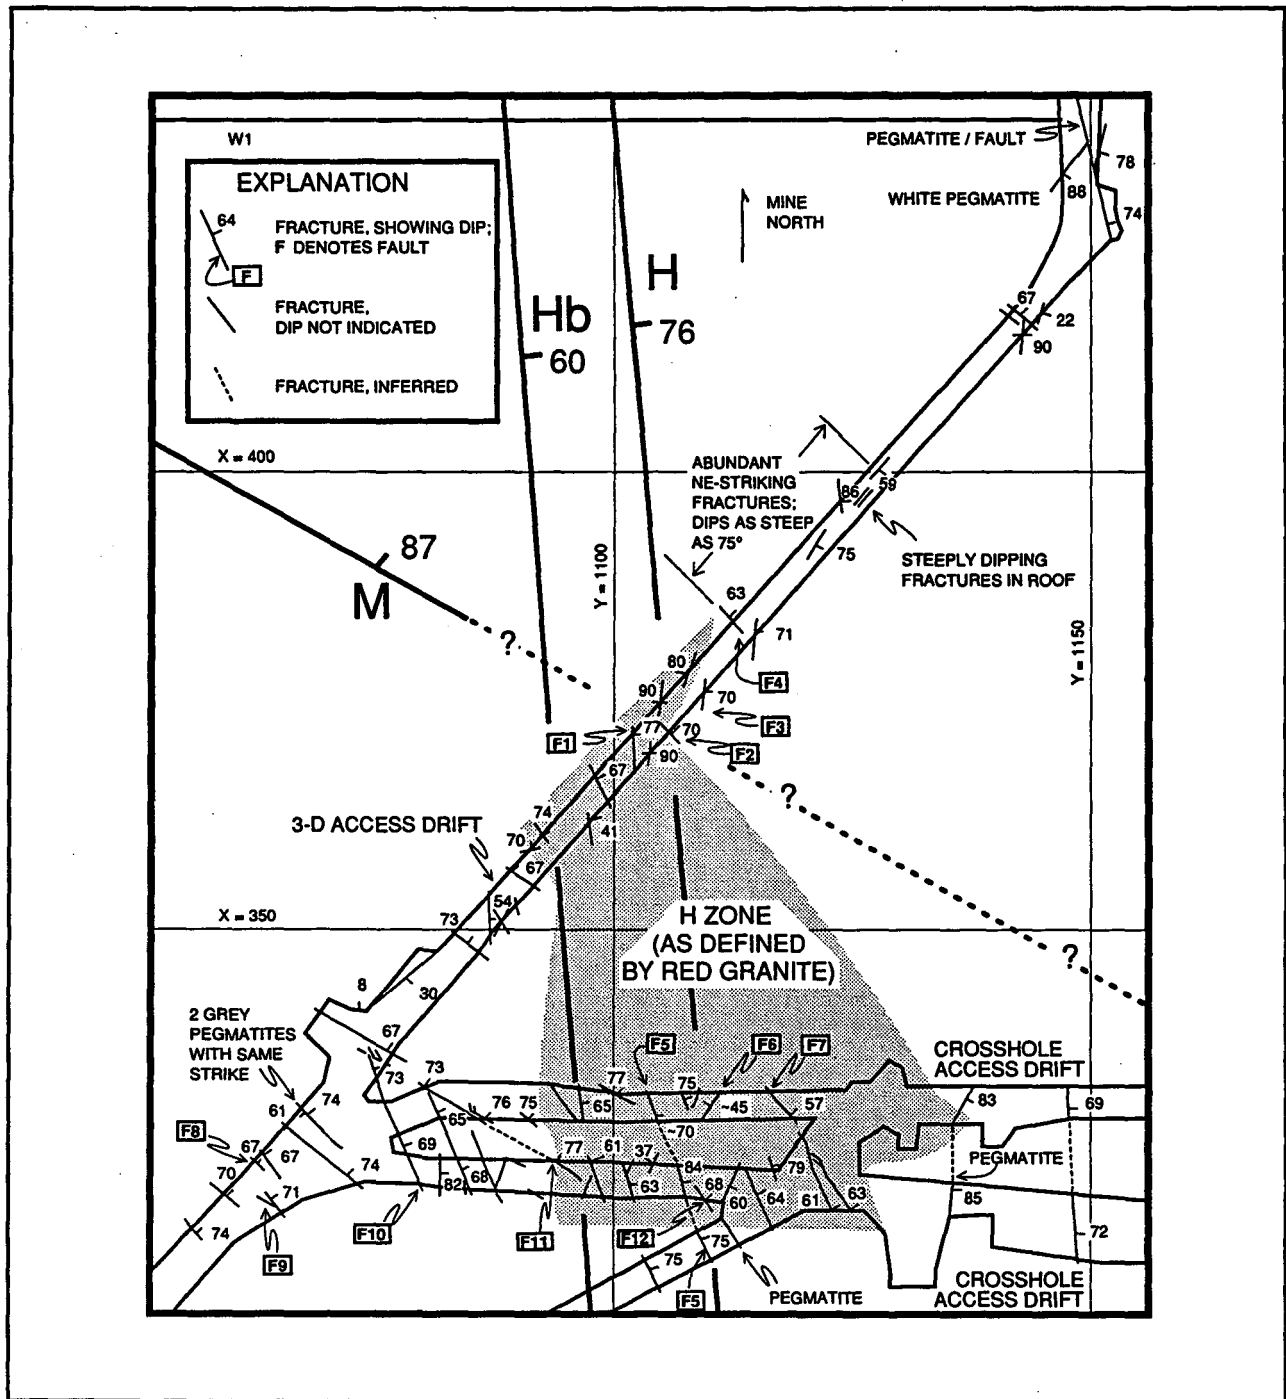 W1
EXPLANATION
64
FRACTURE, SHOWING DIP;
F DENOTES FAULT
F
FRACTURE,
DIP NOT INDICATED
FRACTURE, INFERRED
Hb
60
H
76
MINE
NORTH
PEGMATITE / FAULT
WHITE PEGMATITE
78
88
74
67
22
90
X = 400
ABUNDANT
NE-STRIKING
FRACTURES;
DIPS AS STEEP
AS 75°
86
59
75
STEEPLY DIPPING
FRACTURES IN ROOF
87
M
?
Y = 1100
Y = 1150
63
71
80
F4
90
70
F3
F1
77
70
F2
90
67
?
74
3-D ACCESS DRIFT
70
41
67
54
73
X = 350
H ZONE
(AS DEFINED
BY RED GRANITE)
?
8
30
2 GREY
PEGMATITES
WITH SAME
STRIKE
67
73
73
F5
F6
F7
CROSSHOLE
ACCESS DRIFT
77
75
61
74
65
76
75
65
~45
57
83
69
F8
67
67
69
~70
77
61
37
84
79
PEGMATITE
70
74
82
68
63
68
60
64
61
63
85
71
74
F10
F11
F12
75
72
F9
75
F5
PEGMATITE
CROSSHOLE
ACCESS DRIFT